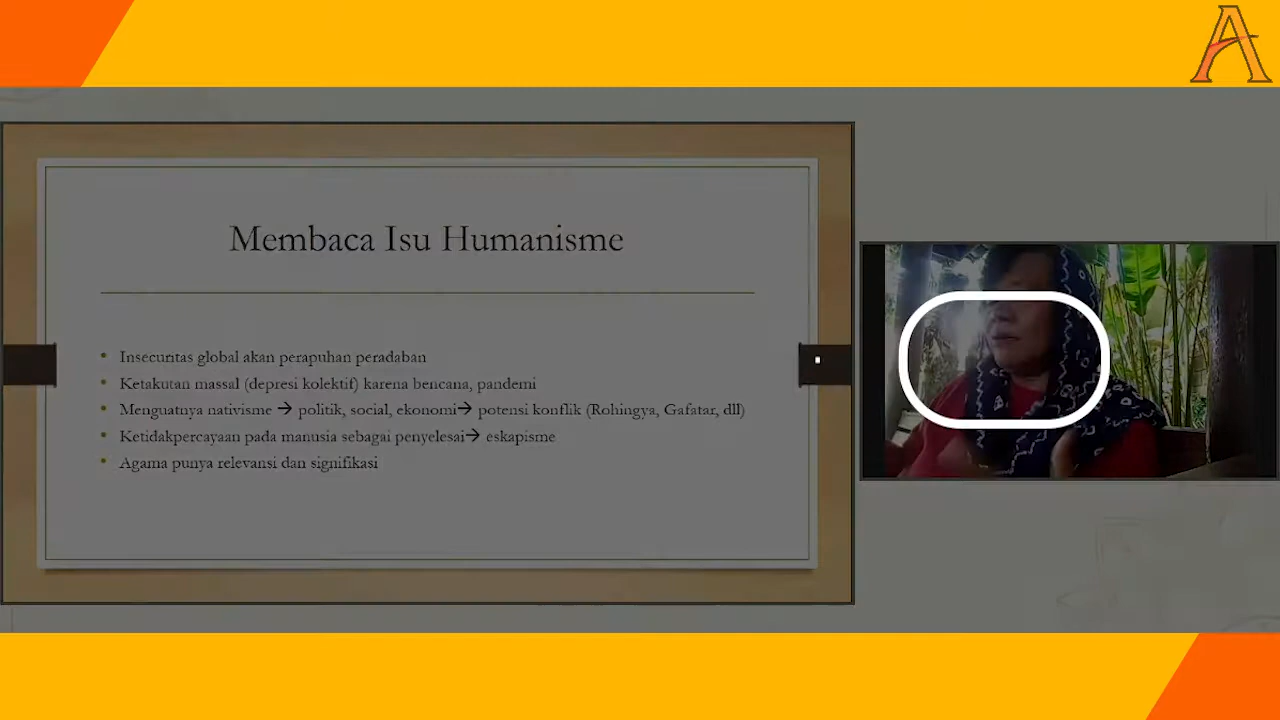 A
Membaca Isu Humanisme
• Insecuritas global akan perapuhan peradaban
• Ketakutan massal (depresi kolektif) karena bencana, pandemi
• Menguatnya nativisme → politik, social, ekonomi→ potensi konflik (Rohingya, Gafatar, dll)
• Ketidakpercayaan pada manusia sebagai penyelesai→ eskapisme
• Agama punya relevansi dan signifikasi